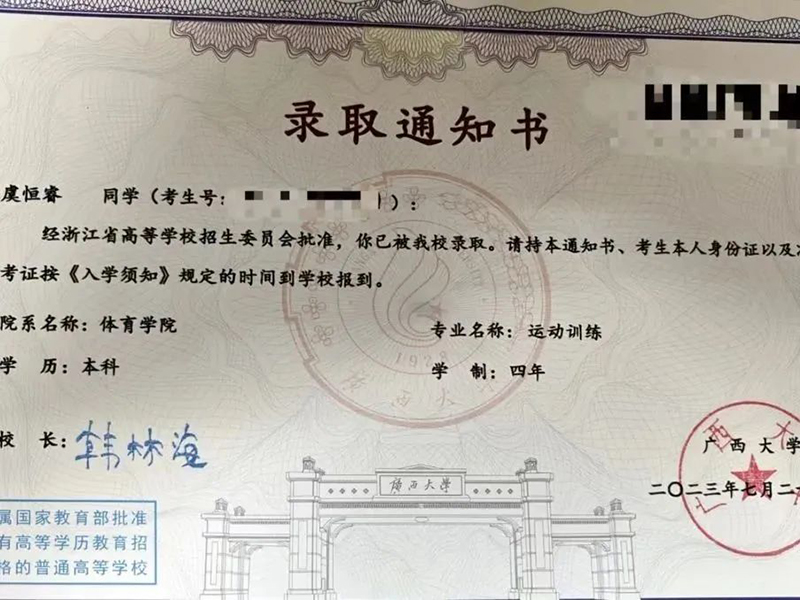 录取通知书
虞恒睿 同学（考生号： ）：
经浙江省高等学校招生委员会批准，你已被我校录取。请持本通知书、考生本人身份证以及
考证按《入学须知》规定的时间到学校报到。
院系名称：体育学院 专业名称：运动训练
学 历：本科 学 制：四年
1928
校 长：韩林海
广西大学
二〇二三年七月二
广西大学
属国家教育部批准
有高等学历教育招
格的普通高等学校